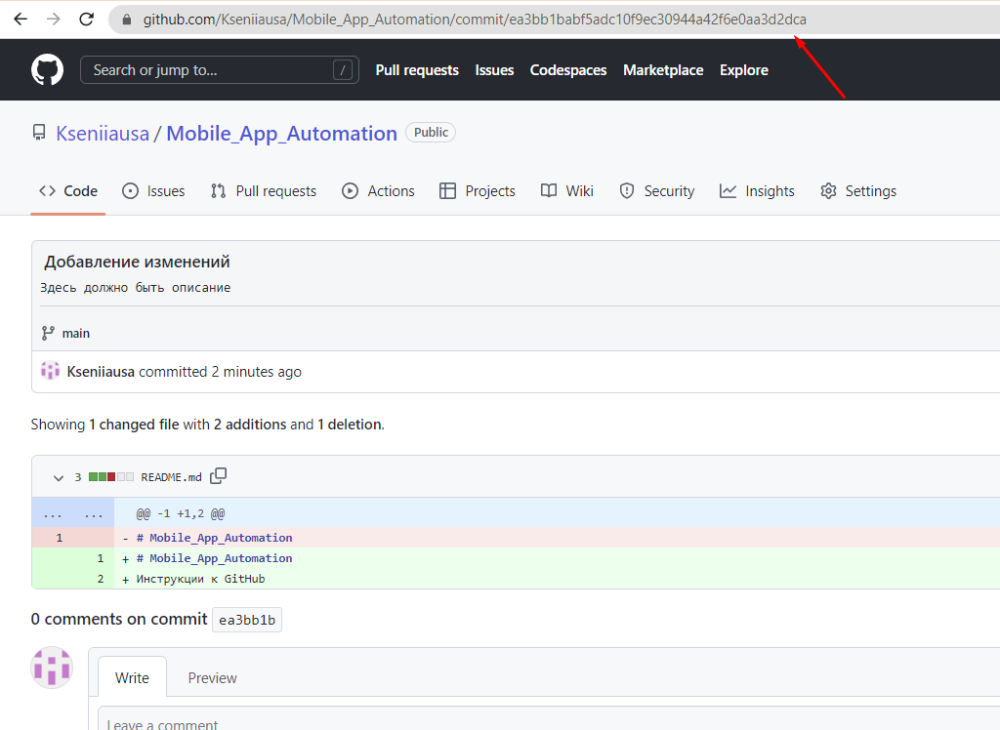 github.com/Kseniiausa/Mobile_App_Automation/commit/ea3bb1babf5adc10f9ec30944a42f6e0aa3d2dca
Search or jump to... / Pull requests Issues Codespaces Marketplace Explore
Kseniiausa / Mobile_App_Automation Public
<> Code Issues Pull requests Actions Projects Wiki Security Insights Settings
Добавление изменений
Здесь должно быть описание
main
Kseniiausa committed 2 minutes ago
Showing 1 changed file with 2 additions and 1 deletion.
3 README.md
... ... @@ -1 +1,2 @@
1 - # Mobile_App_Automation
1 + # Mobile_App_Automation
2 + Инструкции к GitHub
0 comments on commit ea3bb1b
Write Preview
Leave a comment